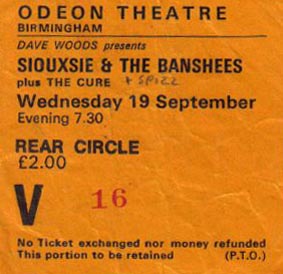 ODEON THEATRE
BIRMINGHAM
DAVE WOODS presents
SIOUXSIE & THE BANSHEES
plus THE CURE + SPIZZ
Wednesday 19 September
Evening 7.30
REAR CIRCLE
£2.00
V 16
No Ticket exchanged nor money refunded
This portion to be retained (P.T.O.)